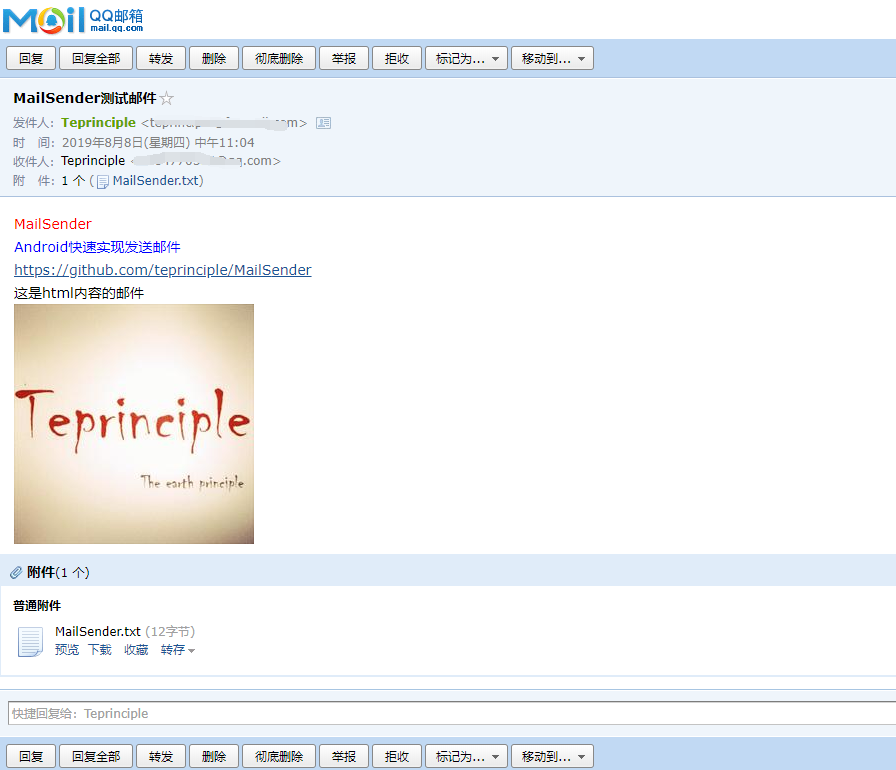 Mail QQ邮箱
mail.qq.com
回复 回复全部 转发 删除 彻底删除 举报 拒收 标记为... 移动到...
MailSender测试邮件
发件人: Teprinciple
时 间: 2019年8月8日(星期四) 中午11:04
收件人: Teprinciple
附 件: 1 个 (MailSender.txt)
MailSender
Android快速实现发送邮件
https://github.com/teprinciple/MailSender
这是html内容的邮件
Teprinciple
The earth principle
附件(1 个)
普通附件
MailSender.txt (12字节)
预览 下载 收藏 转存
快捷回复给: Teprinciple
回复 回复全部 转发 删除 彻底删除 举报 拒收 标记为... 移动到...